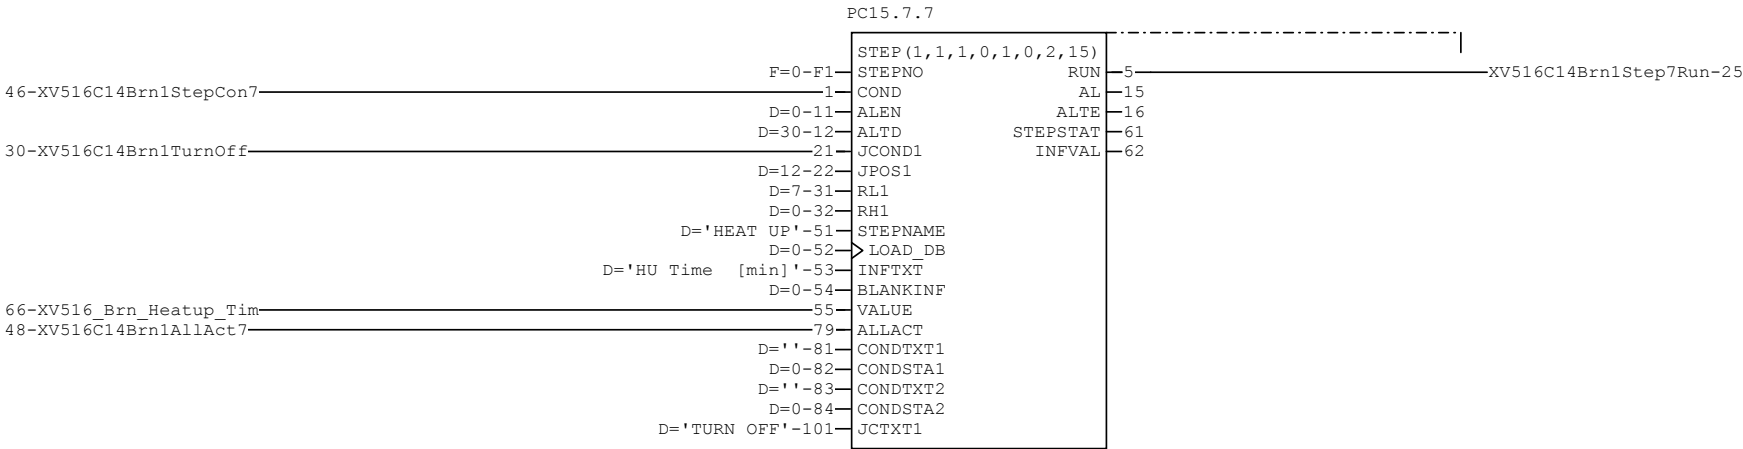 PC15.7.7
STEP(1,1,1,0,1,0,2,15)
F=0-F1 STEPNO RUN 5 XV516C14Brn1Step7Run-25
46-XV516C14Brn1StepCon7 1 COND AL 15
D=0-11 ALEN ALTE 16
D=30-12 ALTD STEPSTAT 61
30-XV516C14Brn1TurnOff 21 JCOND1 INFVAL 62
D=12-22 JPOS1
D=7-31 RL1
D=0-32 RH1
D='HEAT UP'-51 STEPNAME
D=0-52 LOAD_DB
D='HU Time  [min]'-53 INFTXT
D=0-54 BLANKINF
66-XV516_Brn_Heatup_Tim 55 VALUE
48-XV516C14Brn1AllAct7 79 ALLACT
D=''-81 CONDTXT1
D=0-82 CONDSTA1
D=''-83 CONDTXT2
D=0-84 CONDSTA2
D='TURN OFF'-101 JCTXT1